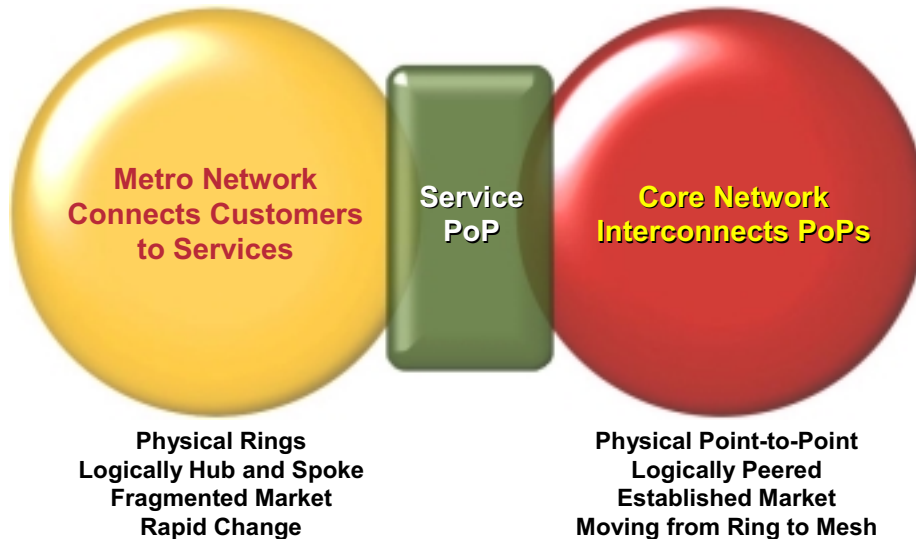 Metro Network
Connects Customers
to Services
Service
PoP
Core Network
Interconnects PoPs
Physical Rings
Logically Hub and Spoke
Fragmented Market
Rapid Change
Physical Point-to-Point
Logically Peered
Established Market
Moving from Ring to Mesh